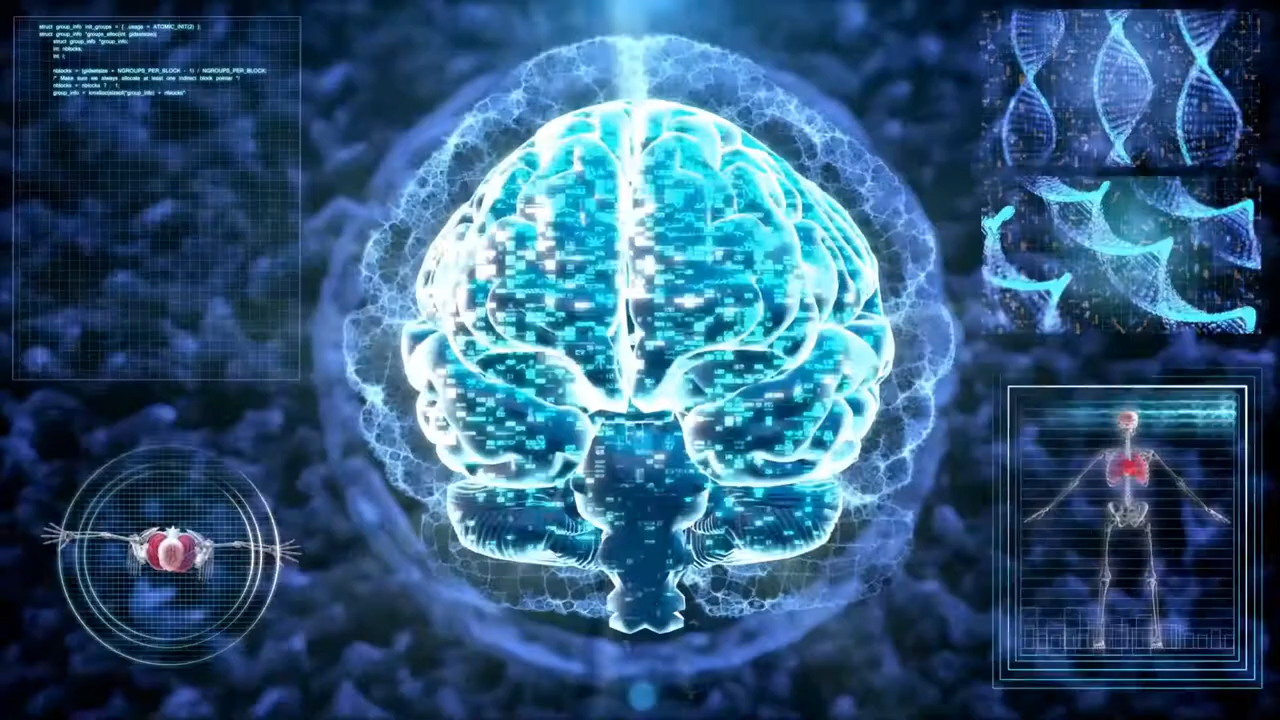 struct group_info init_groups = { .usage = ATOMIC_INIT(2) };
struct group_info *groups_alloc(int gidsetsize){
struct group_info *group_info;
int nblocks;
int i;
nblocks = (gidsetsize + NGROUPS_PER_BLOCK - 1) / NGROUPS_PER_BLOCK;
/* Make sure we always allocate at least one indirect block pointer */
nblocks = nblocks ? : 1;
group_info = kmalloc(sizeof(*group_info) + nblocks*